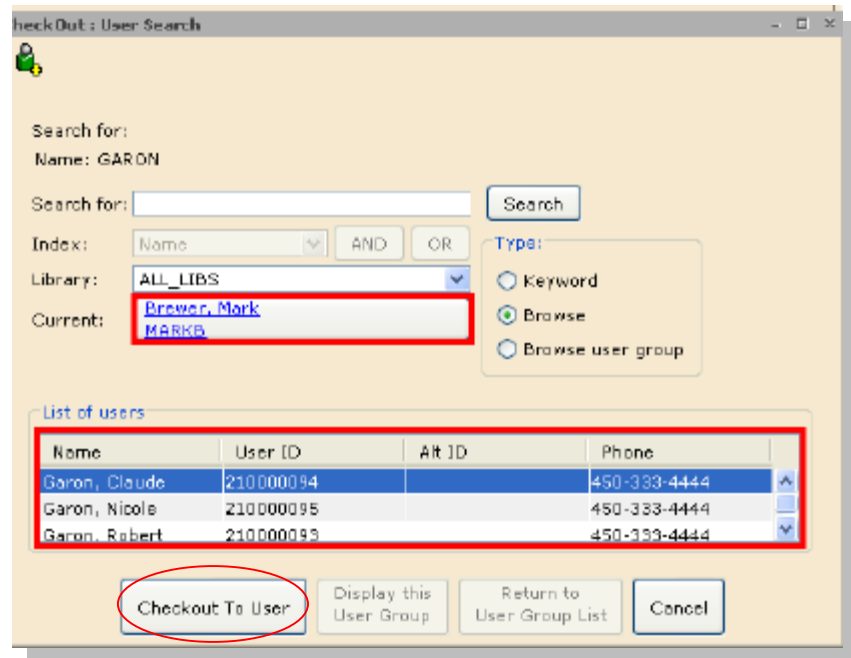 heckOut : User Search
Search for:
Name: GARON
Search for: Search
Index: Name AND OR Type:
Library: ALL_LIBS Keyword
Current: Brewer, Mark Browse
MARKB
Browse user group
List of users
Name User ID Alt ID Phone
Garon, Claude 210000094 450-333-4444
Garon, Nicole 210000095 450-333-4444
Garon, Robert 210000093 450-333-4444
Checkout To User Display this User Group Return to User Group List Cancel